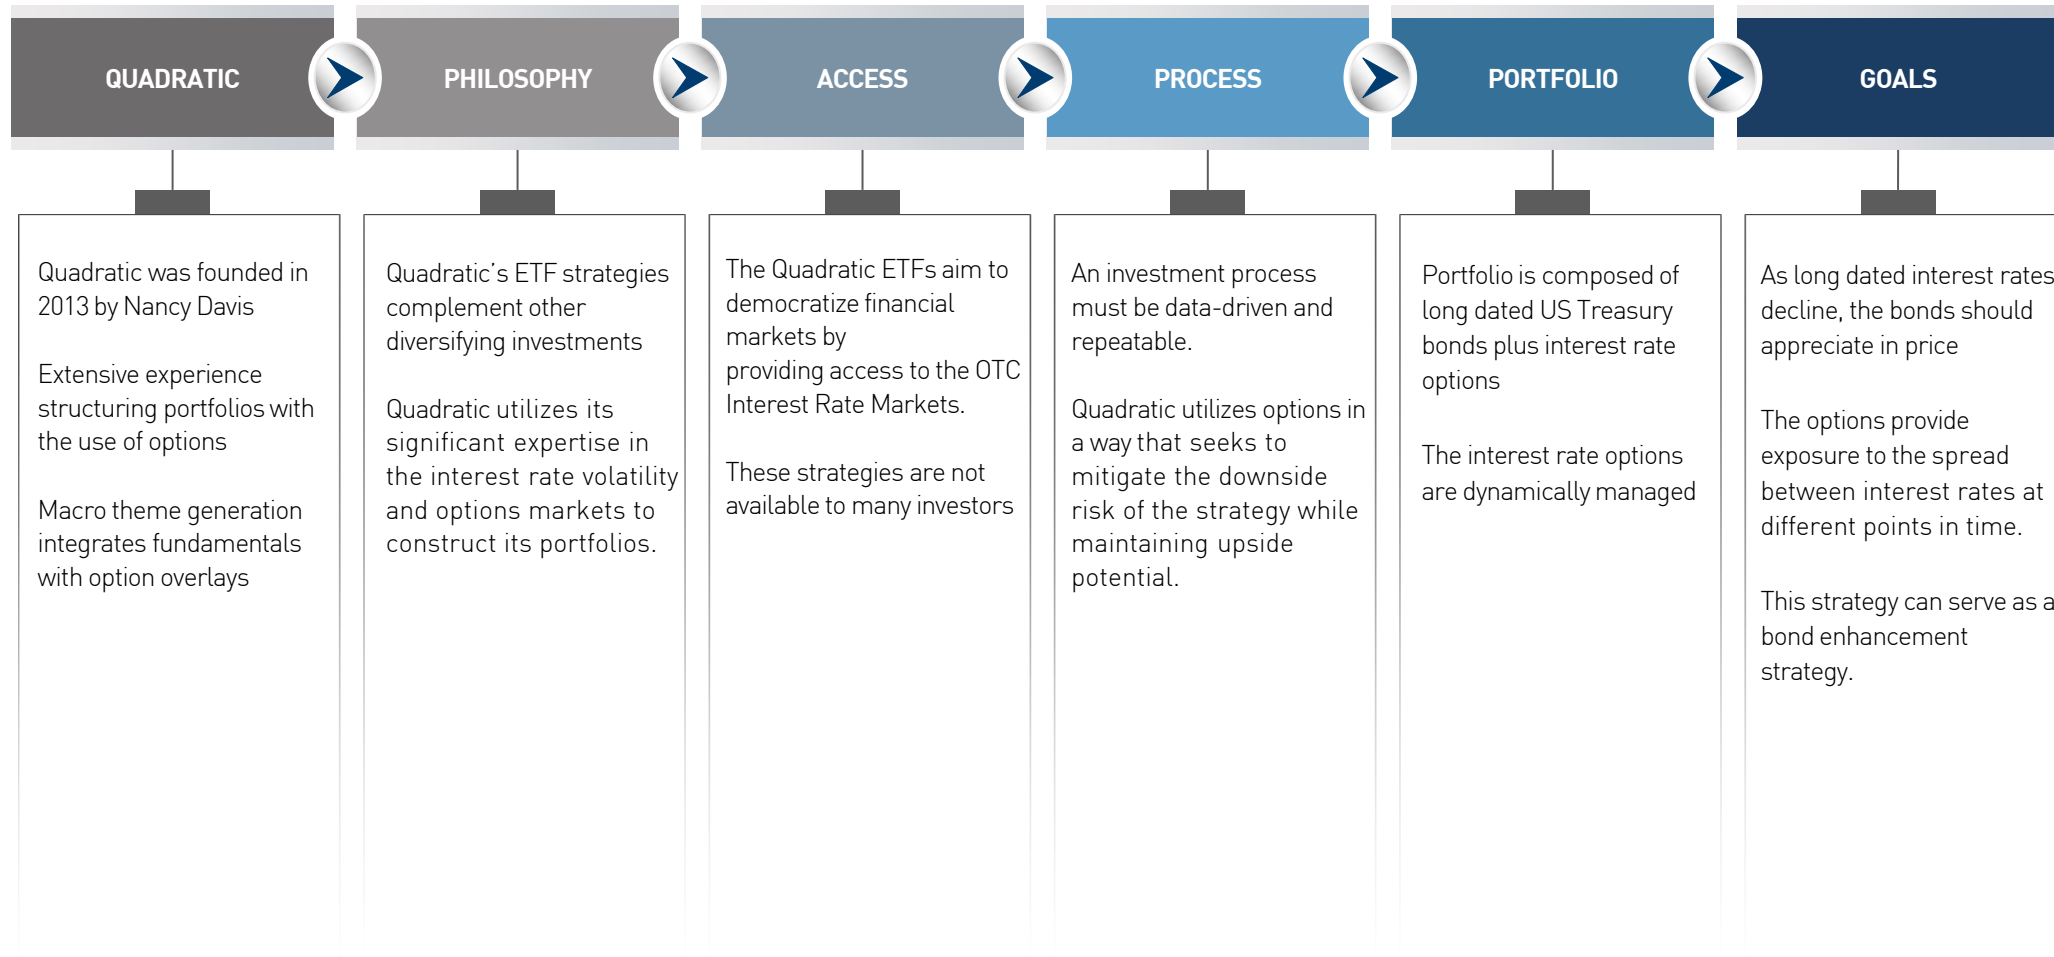 QUADRATIC
PHILOSOPHY
ACCESS
PROCESS
PORTFOLIO
GOALS
Quadratic was founded in
2013 by Nancy Davis
Extensive experience
structuring portfolios with
the use of options
Macro theme generation
integrates fundamentals
with option overlays
Quadratic’s ETF strategies
complement other
diversifying investments
Quadratic utilizes its
significant expertise in
the interest rate volatility
and options markets to
construct its portfolios.
The Quadratic ETFs aim to
democratize financial
markets by
providing access to the OTC
Interest Rate Markets.
These strategies are not
available to many investors
An investment process
must be data-driven and
repeatable.
Quadratic utilizes options in
a way that seeks to
mitigate the downside
risk of the strategy while
maintaining upside
potential.
Portfolio is composed of
long dated US Treasury
bonds plus interest rate
options
The interest rate options
are dynamically managed
As long dated interest rates
decline, the bonds should
appreciate in price
The options provide
exposure to the spread
between interest rates at
different points in time.
This strategy can serve as a
bond enhancement
strategy.